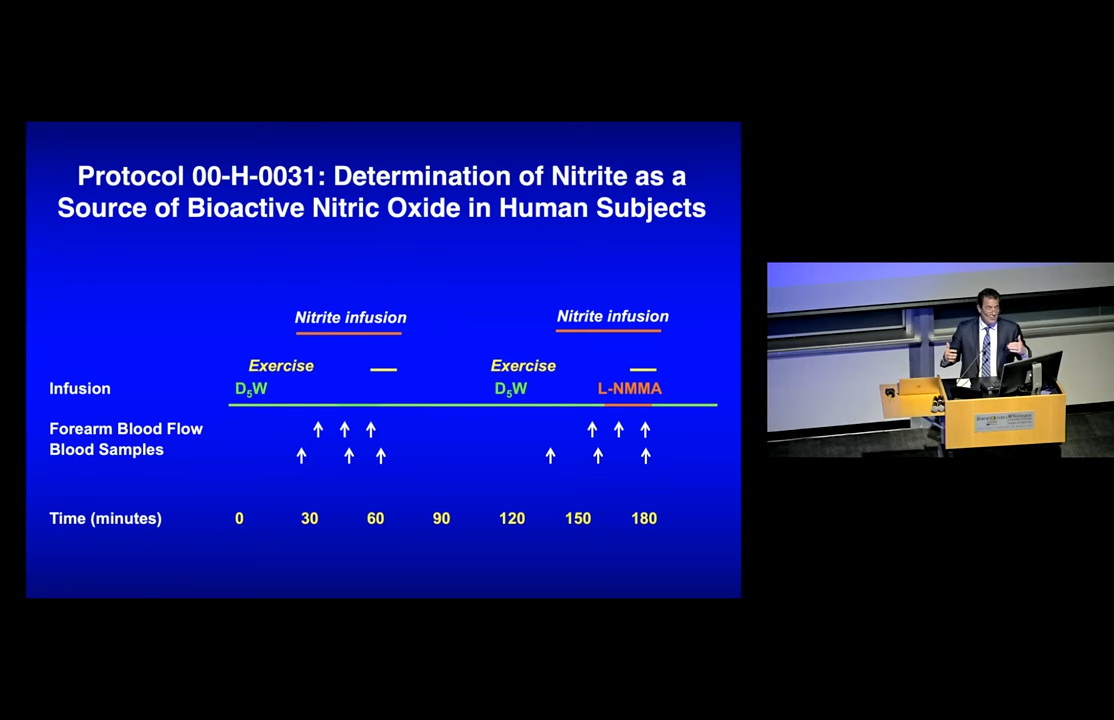 Protocol 00-H-0031: Determination of Nitrite as a
Source of Bioactive Nitric Oxide in Human Subjects
Nitrite infusion
Nitrite infusion
Exercise
Exercise
Infusion
D5W
D5W
L-NMMA
Forearm Blood Flow
Blood Samples
Time (minutes)
0
30
60
90
120
150
180